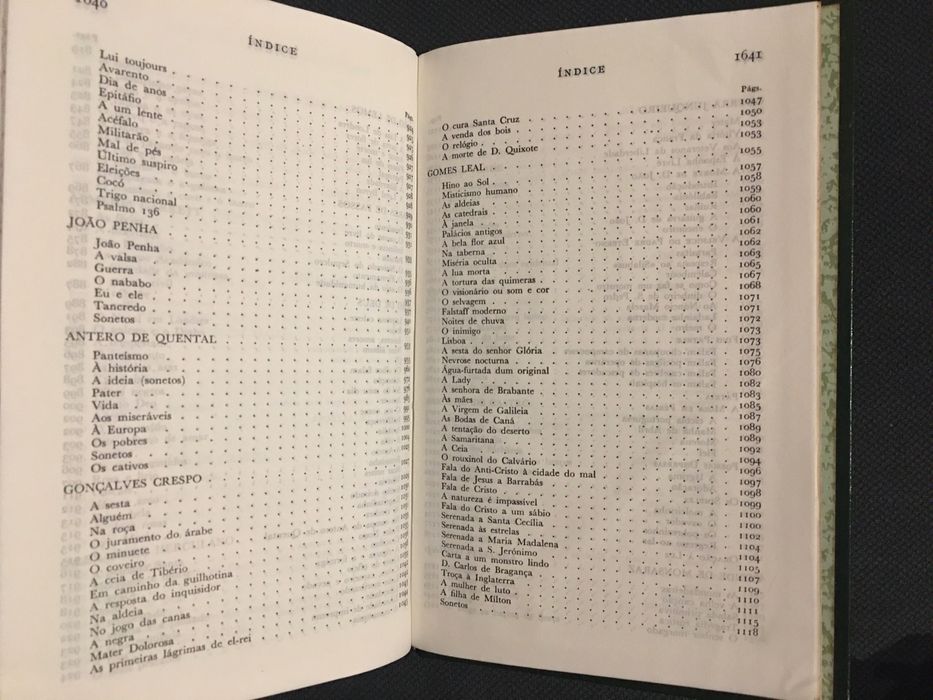 1640
ÍNDICE
Pág.
Lui toujours
Avarento
Dia de anos
Epitáfio
A um lente
Acéfalo
Militarão
Mal de pés
Último suspiro
Eleições
Cocó
Trigo nacional
Psalmo 136
JOÃO PENHA
João Penha
A valsa
Guerra
O nababo
Eu e ele
Tancredo
Sonetos
ANTERO DE QUENTAL
Panteísmo
À história
A ideia (sonetos)
Pater
Vida
Aos miseráveis
À Europa
Os pobres
Sonetos
Os cativos
GONÇALVES CRESPO
A sesta
Alguém
Na roça
O juramento do árabe
O minuete
O coveiro
A ceia de Tibério
Em caminho da guilhotina
A resposta do inquisidor
Na aldeia
No jogo das canas
A negra
Mater Dolorosa
As primeiras lágrimas de el-rei
ÍNDICE 1641
Págs.
O cura Santa Cruz 1047
A venda dos bois 1050
O relógio 1053
A morte de D. Quixote 1053
GOMES LEAL 1055
Hino ao Sol 1057
Misticismo humano 1058
As aldeias 1059
As catedrais 1060
À janela 1060
Palácios antigos 1061
A bela flor azul 1062
Na taberna 1062
Miséria oculta 1063
A lua morta 1065
A tortura das quimeras 1067
O visionário ou som e cor 1068
O selvagem 1071
Falstaff moderno 1071
Noites de chuva 1072
O inimigo 1073
Lisboa 1073
A sesta do senhor Glória 1075
Nevrose nocturna 1076
Água-furtada dum original 1080
A Lady 1082
A senhora de Brabante 1083
Às mães 1085
A Virgem de Galileia 1087
As Bodas de Caná 1089
A tentação do deserto 1089
A Samaritana 1092
A Ceia 1094
O rouxinol do Calvário 1096
Fala do Anti-Cristo à cidade do mal 1097
Fala de Jesus a Barrabás 1098
Fala de Cristo 1099
A natureza é impassível 1100
Fala do Cristo a um sábio 1100
Serenada a Santa Cecília 1102
Serenada às estrelas 1104
Serenada a Maria Madalena 1104
Serenada a S. Jerónimo 1105
Carta a um monstro lindo 1107
D. Carlos de Bragança 1109
Troça à Inglaterra 1110
A mulher de luto 1111
A filha de Milton 1115
Sonetos 1118